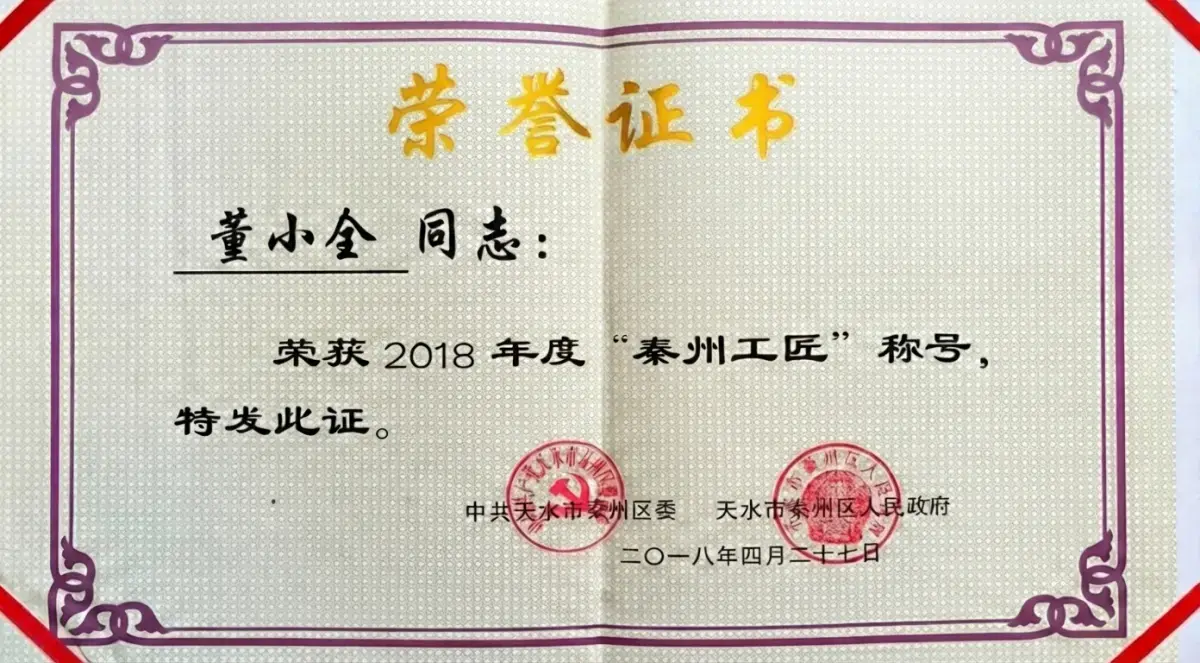 荣誉证书
董小全 同志：
荣获2018年度“秦州工匠”称号，
特发此证。
中共天水市秦州区委 天水市秦州区人民政府
二〇一八年四月二十七日